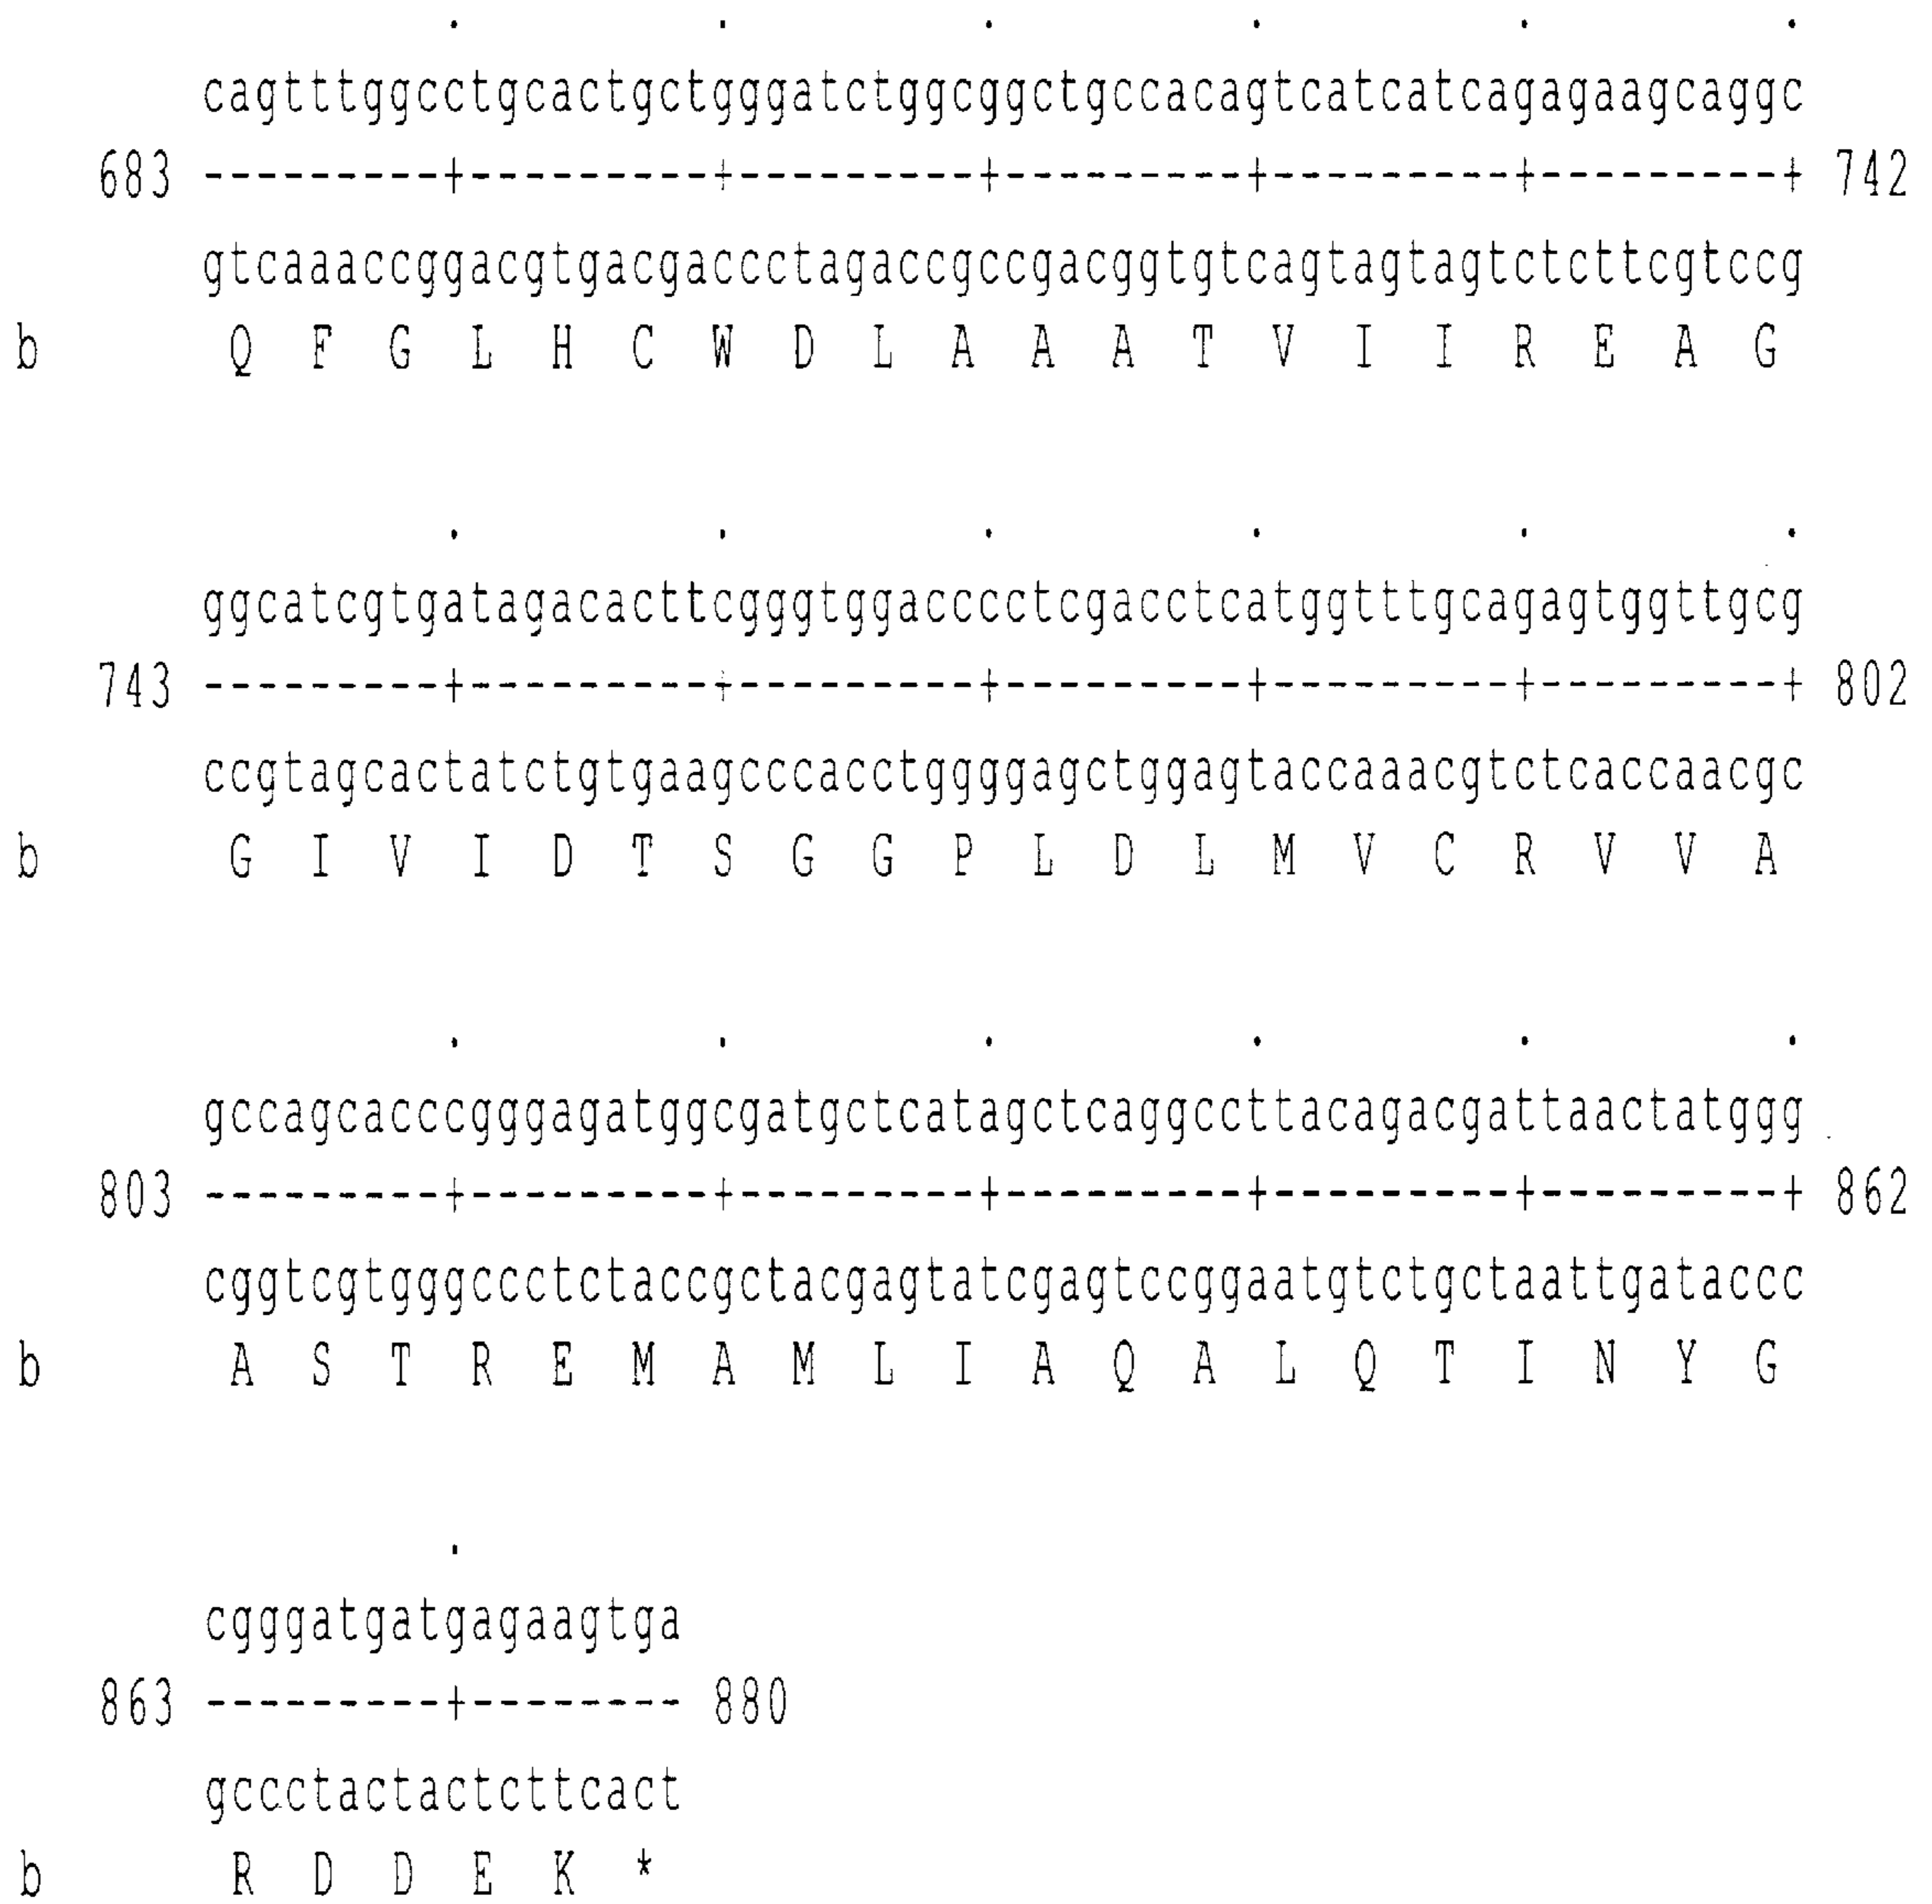 cagtttggcctgcactgctgggatctggcggctgccacagtcatcatcagagaagcaggc
683 ---------+---------+---------+---------+---------+---------+ 742
gtcaaaccggacgtgacgaccctagaccgccgacggtgtcagtagtagtctcttcgtccg
b Q F G L H C W D L A A A T V I I R E A G
ggcatcgtgatagacacttcgggtggacccctcgacctcatggtttgcagagtggttgcg
743 ---------+---------+---------+---------+---------+---------+ 802
ccgtagcactatctgtgaagcccacctggggagctggagtaccaaacgtctcaccaacgc
b G I V I D T S G G P L D L M V C R V V A
gccagcacccgggagatggcgatgctcatagctcaggccttacagacgattaactatggg
803 ---------+---------+---------+---------+---------+---------+ 862
cggtcgtgggccctctaccgctacgagtatcgagtccggaatgtctgctaattgataccc
b A S T R E M A M L I A Q A L Q T I N Y G
cgggatgatgagaagtga
863 ---------+-------- 880
gccctactactcttcact
b R D D E K *